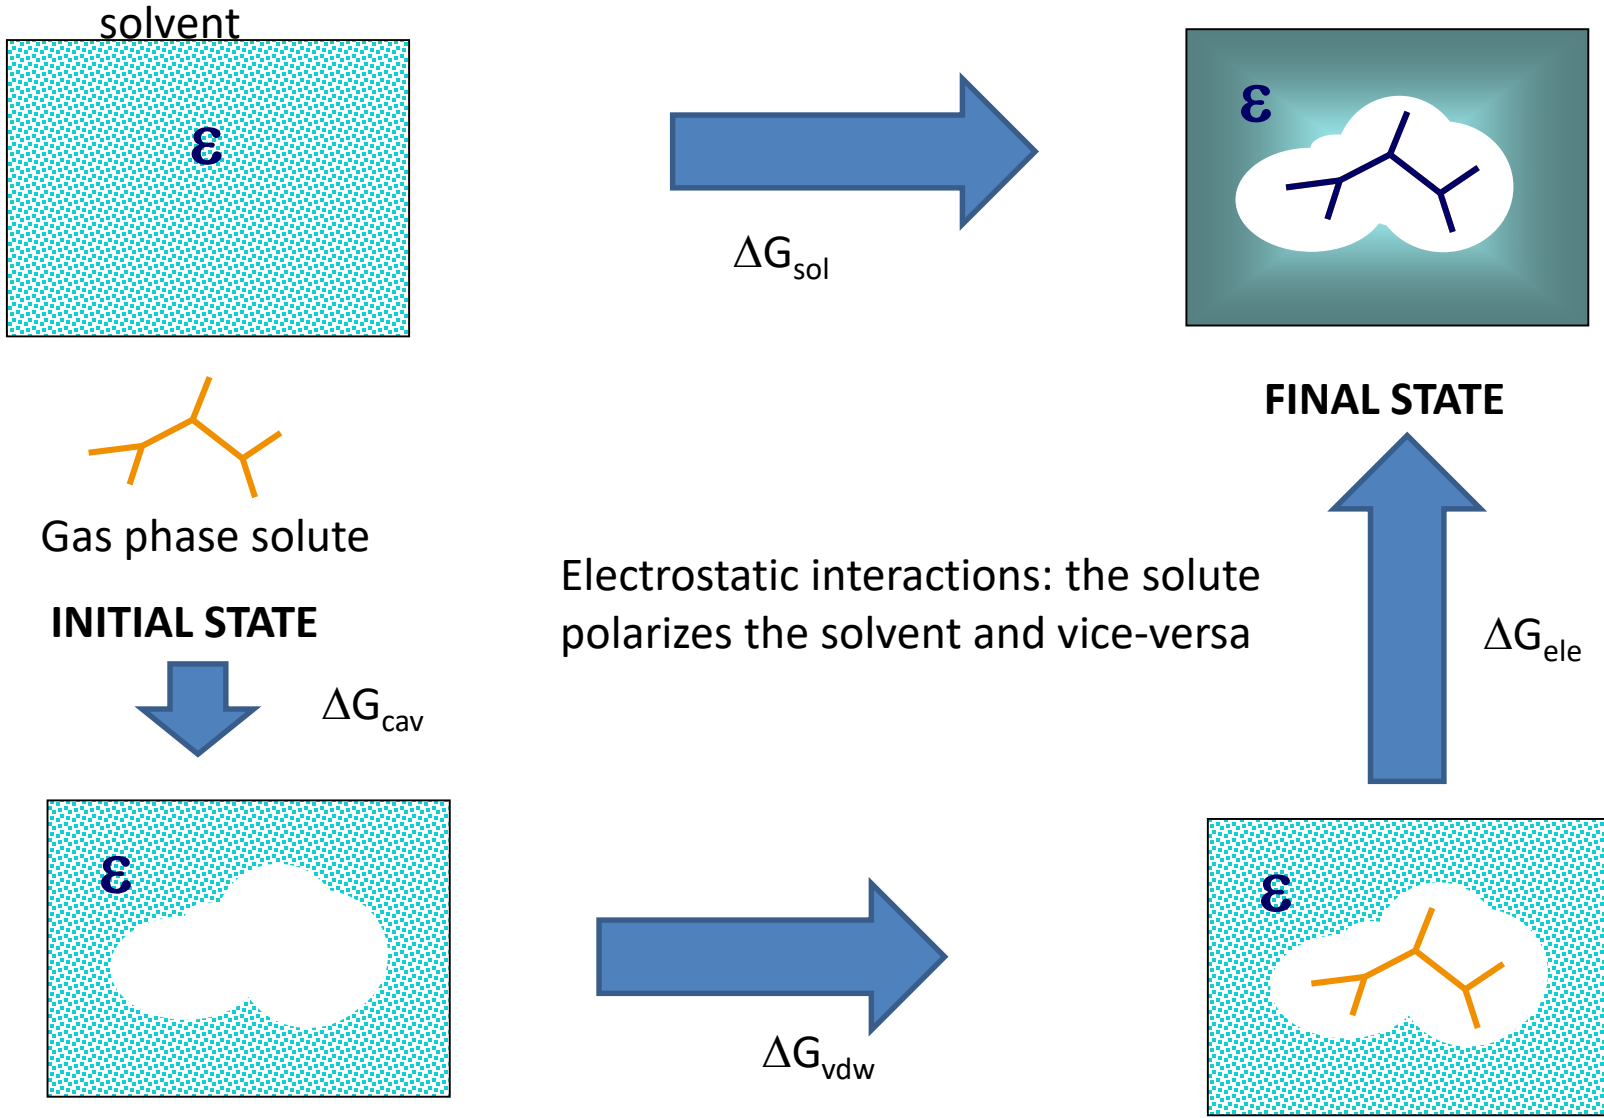 solvent
ε
ε
ΔGsol
FINAL STATE
Gas phase solute
Electrostatic interactions: the solute
polarizes the solvent and vice-versa
INITIAL STATE
ΔGele
ΔGcav
ε
ε
ΔGvdw